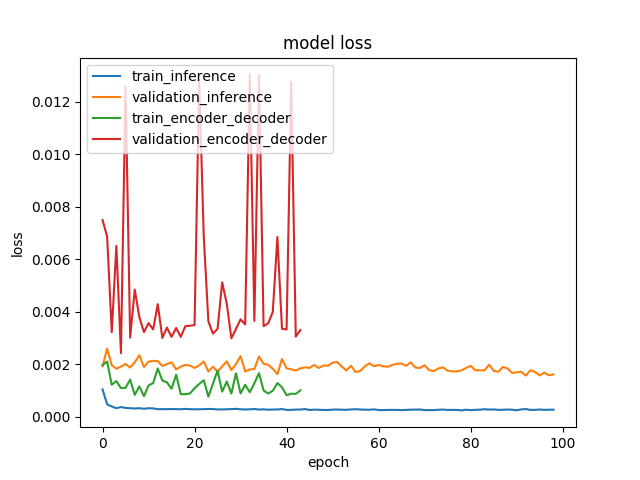 model loss
train_inference
validation_inference
train_encoder_decoder
validation_encoder_decoder
loss
0.012
0.010
0.008
0.006
0.004
0.002
0.000
0
20
40
60
80
100
epoch